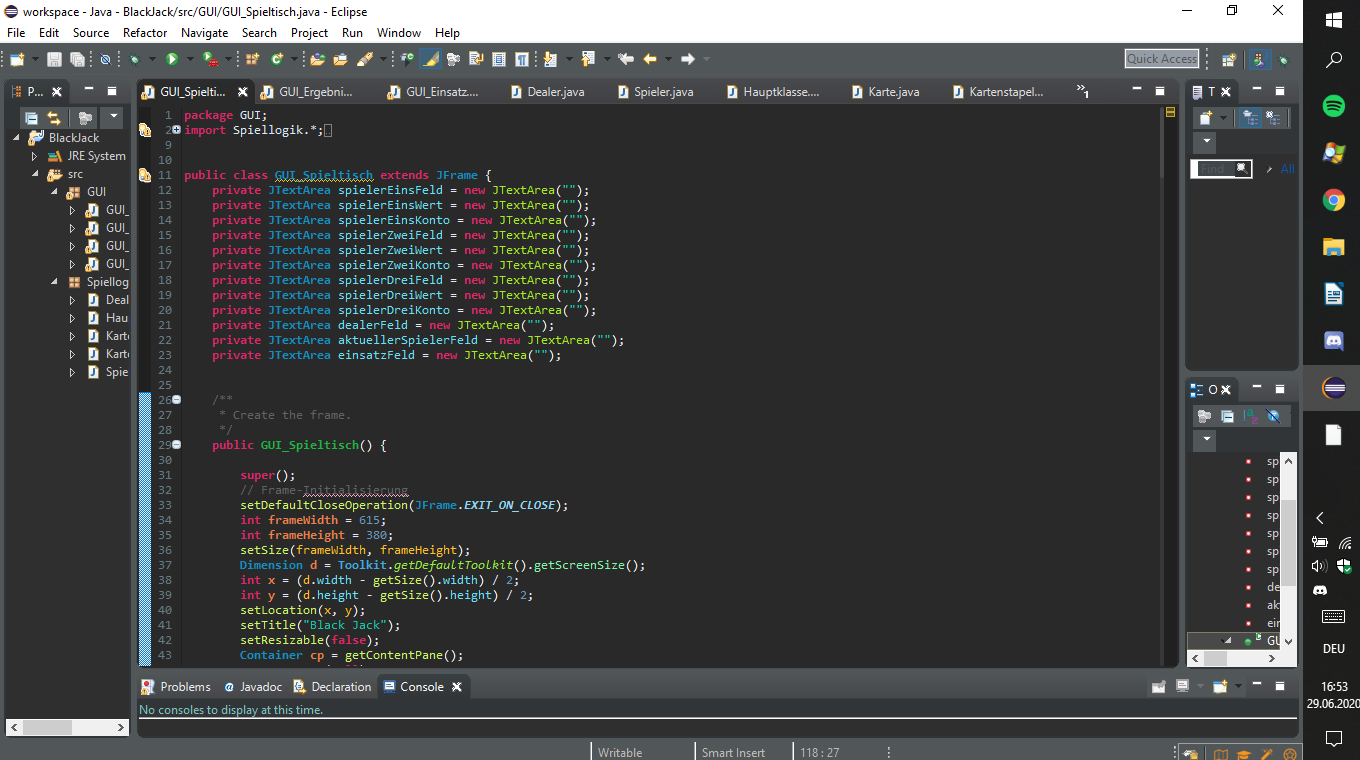 workspace - Java - BlackJack/src/GUI/GUI_Spieltisch.java - Eclipse
File Edit Source Refactor Navigate Search Project Run Window Help
Quick Access
P...
GUI_Spielti... GUI_Ergebni... GUI_Einsatz.... Dealer.java Spieler.java Hauptklasse.... Karte.java Kartenstapel... »1
T
BlackJack
JRE System
src
GUI
GUI_
GUI_
GUI_
GUI_
Spiellog
Deal
Hau
Karte
Karte
Spie
1 package GUI;
2 import Spiellogik.*;
9
10
11 public class GUI_Spieltisch extends JFrame {
12 private JTextArea spielerEinsFeld = new JTextArea("");
13 private JTextArea spielerEinsWert = new JTextArea("");
14 private JTextArea spielerEinsKonto = new JTextArea("");
15 private JTextArea spielerZweiFeld = new JTextArea("");
16 private JTextArea spielerZweiWert = new JTextArea("");
17 private JTextArea spielerZweiKonto = new JTextArea("");
18 private JTextArea spielerDreiFeld = new JTextArea("");
19 private JTextArea spielerDreiWert = new JTextArea("");
20 private JTextArea spielerDreiKonto = new JTextArea("");
21 private JTextArea dealerFeld = new JTextArea("");
22 private JTextArea aktuellerSpielerFeld = new JTextArea("");
23 private JTextArea einsatzFeld = new JTextArea("");
24
25
26 /**
27 * Create the frame.
28 */
29 public GUI_Spieltisch() {
30
31 super();
32 // Frame-Initialisierung
33 setDefaultCloseOperation(JFrame.EXIT_ON_CLOSE);
34 int frameWidth = 615;
35 int frameHeight = 380;
36 setSize(frameWidth, frameHeight);
37 Dimension d = Toolkit.getDefaultToolkit().getScreenSize();
38 int x = (d.width - getSize().width) / 2;
39 int y = (d.height - getSize().height) / 2;
40 setLocation(x, y);
41 setTitle("Black Jack");
42 setResizable(false);
43 Container cp = getContentPane();
Find All
O
sp
sp
sp
sp
sp
sp
sp
de
ak
ein
GU
Problems Javadoc Declaration Console
No consoles to display at this time.
Writable Smart Insert 118 : 27
DEU
16:53
29.06.2020